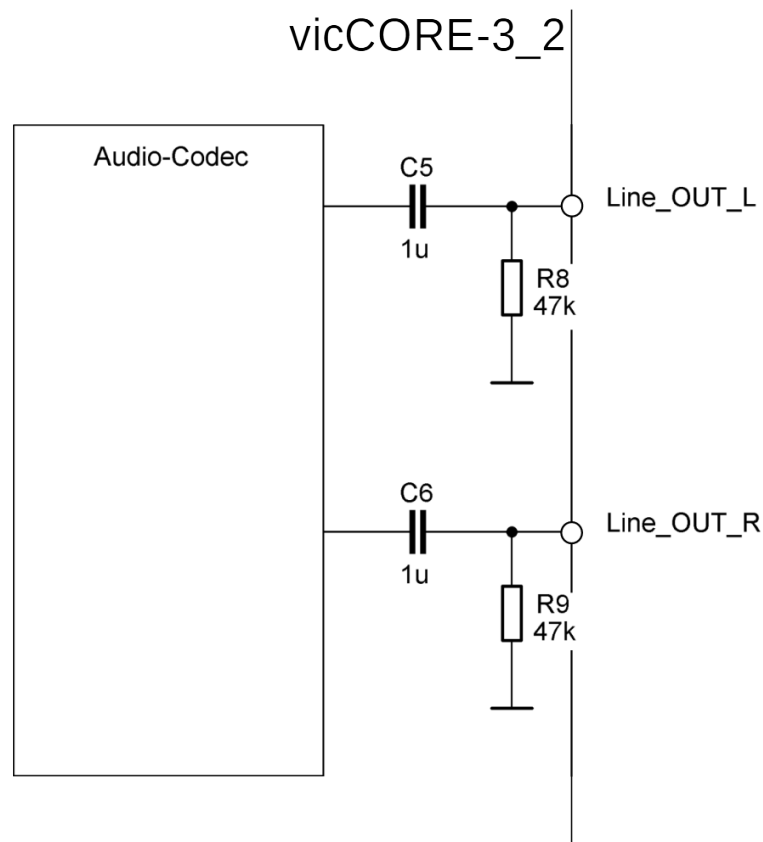 vicCORE-3_2
Audio-Codec
C5
1u
Line_OUT_L
R8
47k
C6
1u
Line_OUT_R
R9
47k